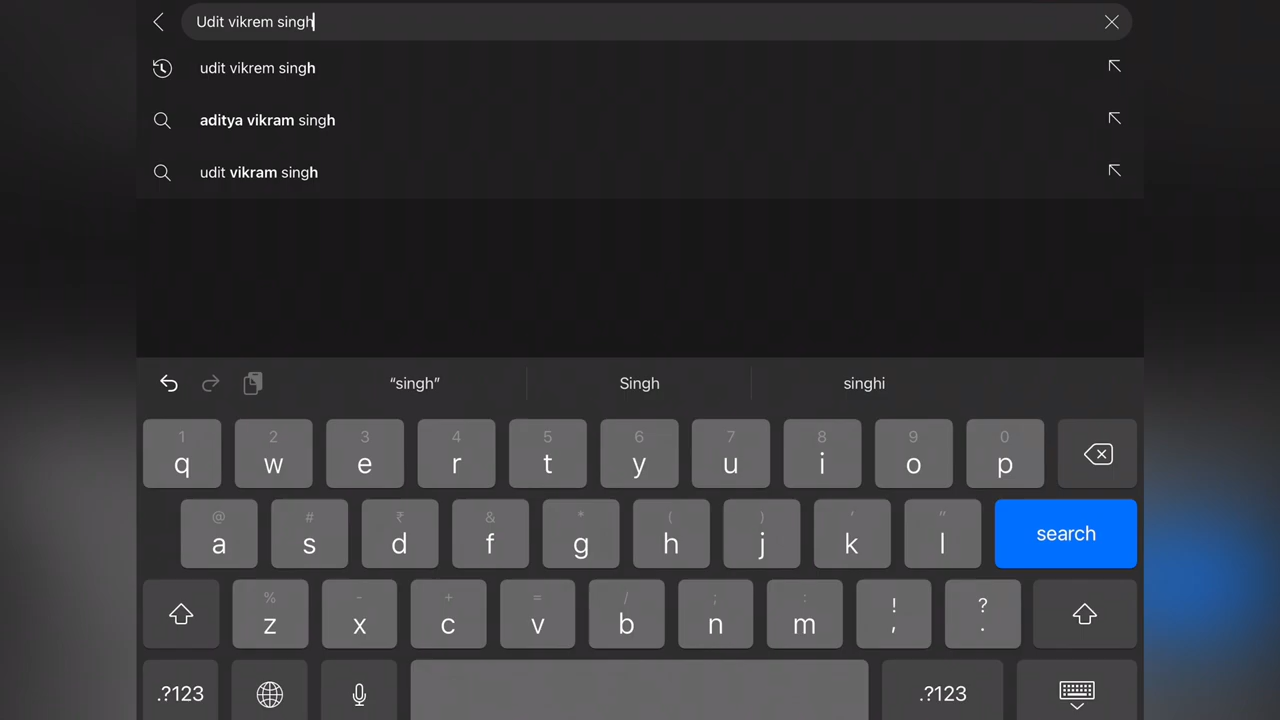 Udit vikrem singh
udit vikrem singh
aditya vikram singh
udit vikram singh
“singh” Singh singhi
1 2 3 4 5 6 7 8 9 0
q w e r t y u i o p
@ # ₹ & * ( ) ' "
a s d f g h j k l search
% - + = / ; : ! ?
z x c v b n m , .
.?123 .?123